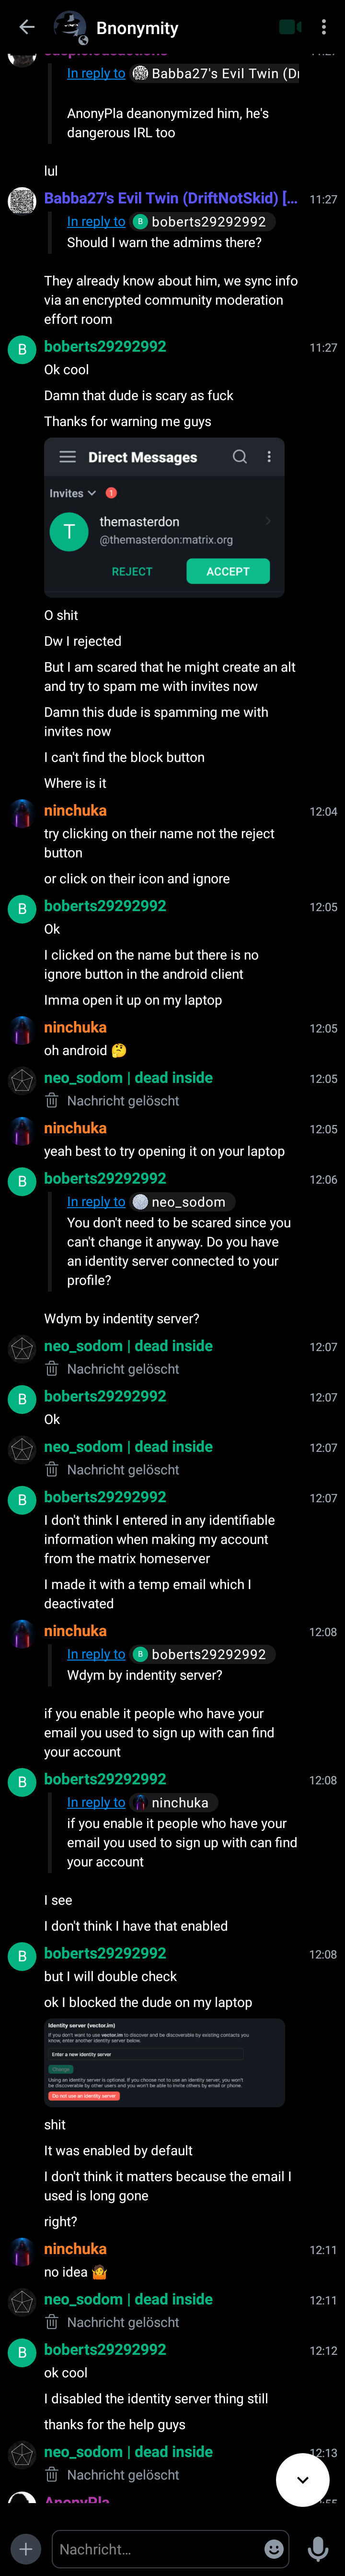 Bnonymity
In reply to Babba27's Evil Twin (Dr
AnonyPla deanonymized him, he's
dangerous IRL too
lul
Babba27's Evil Twin (DriftNotSkid) [... 11:27
In reply to B boberts29292992
Should I warn the admims there?
They already know about him, we sync info
via an encrypted community moderation
effort room
B boberts29292992 11:27
Ok cool
Damn that dude is scary as fuck
Thanks for warning me guys
Direct Messages
Invites 1
T themasterdon
@themasterdon:matrix.org
REJECT ACCEPT
O shit
Dw I rejected
But I am scared that he might create an alt
and try to spam me with invites now
Damn this dude is spamming me with
invites now
I can't find the block button
Where is it
ninchuka 12:04
try clicking on their name not the reject
button
or click on their icon and ignore
B boberts29292992 12:05
Ok
I clicked on the name but there is no
ignore button in the android client
Imma open it up on my laptop
ninchuka 12:05
oh android 🤔
neo_sodom | dead inside 12:05
Nachricht gelöscht
ninchuka 12:05
yeah best to try opening it on your laptop
B boberts29292992 12:06
In reply to neo_sodom
You don't need to be scared since you
can't change it anyway. Do you have
an identity server connected to your
profile?
Wdym by indentity server?
neo_sodom | dead inside 12:07
Nachricht gelöscht
B boberts29292992 12:07
Ok
neo_sodom | dead inside 12:07
Nachricht gelöscht
B boberts29292992 12:07
I don't think I entered in any identifiable
information when making my account
from the matrix homeserver
I made it with a temp email which I
deactivated
ninchuka 12:08
In reply to B boberts29292992
Wdym by indentity server?
if you enable it people who have your
email you used to sign up with can find
your account
B boberts29292992 12:08
In reply to ninchuka
if you enable it people who have your
email you used to sign up with can find
your account
I see
I don't think I have that enabled
B boberts29292992 12:08
but I will double check
ok I blocked the dude on my laptop
Identity server (vector.im)
If you don't want to use vector.im to discover and be discoverable by existing contacts you
know, enter another identity server below.
Enter a new identity server
Change
Using an identity server is optional. If you choose not to use an identity server, you won't
be discoverable by other users and you won't be able to invite others by email or phone.
Do not use an identity server
shit
It was enabled by default
I don't think it matters because the email I
used is long gone
right?
ninchuka 12:11
no idea 🤷
neo_sodom | dead inside 12:11
Nachricht gelöscht
B boberts29292992 12:12
ok cool
I disabled the identity server thing still
thanks for the help guys
neo_sodom | dead inside 12:13
Nachricht gelöscht
AnonyPla
Nachricht...